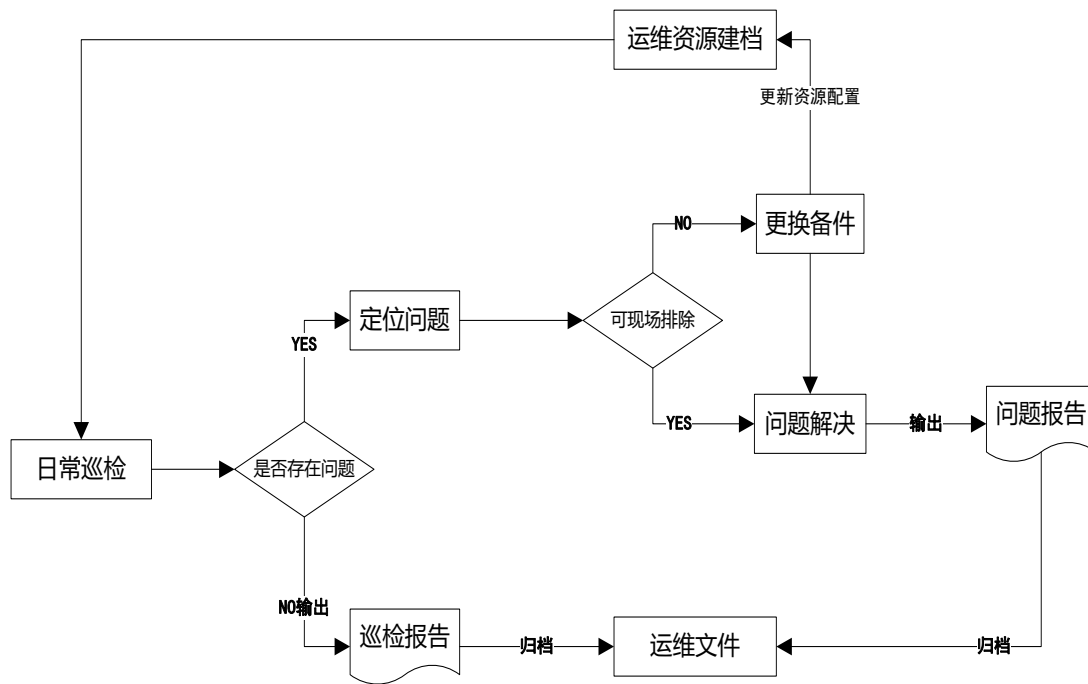 运维资源建档
更新资源配置
NO
更换备件
定位问题
可现场排除
YES
YES
问题解决
输出
问题报告
日常巡检
是否存在问题
NO输出
巡检报告
归档
运维文件
归档